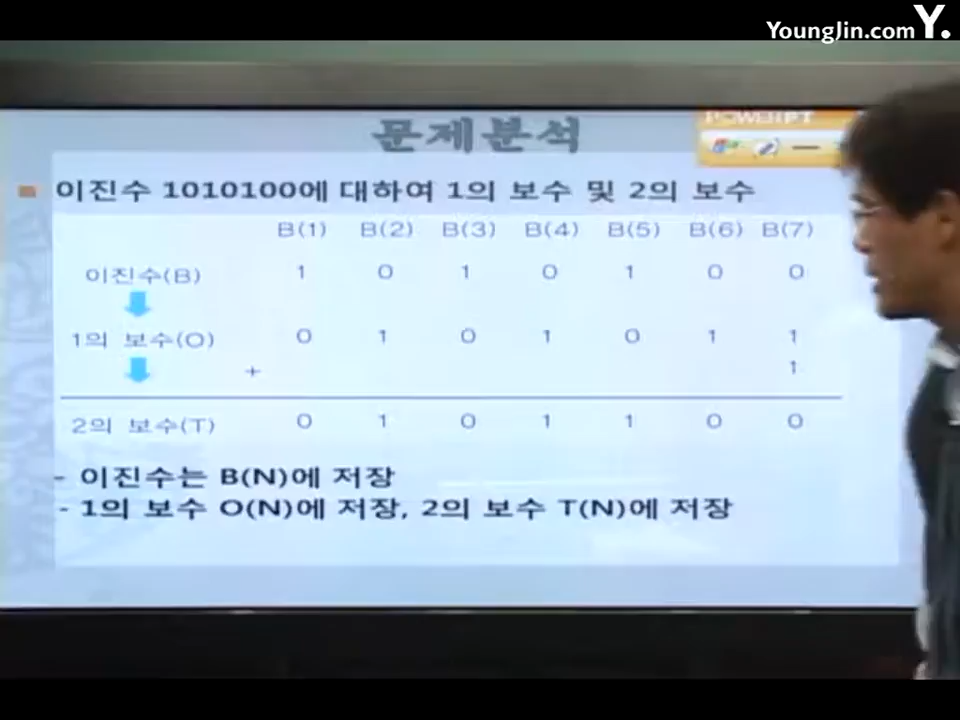 YoungJin.com Y.
문제분석
POWERPT
이진수 1010100에 대하여 1의 보수 및 2의 보수
B(1) B(2) B(3) B(4) B(5) B(6) B(7)
이진수(B) 1 0 1 0 1 0 0
1의 보수(O) 0 1 0 1 0 1 1
+ 1
2의 보수(T) 0 1 0 1 1 0 0
- 이진수는 B(N)에 저장
- 1의 보수 O(N)에 저장, 2의 보수 T(N)에 저장